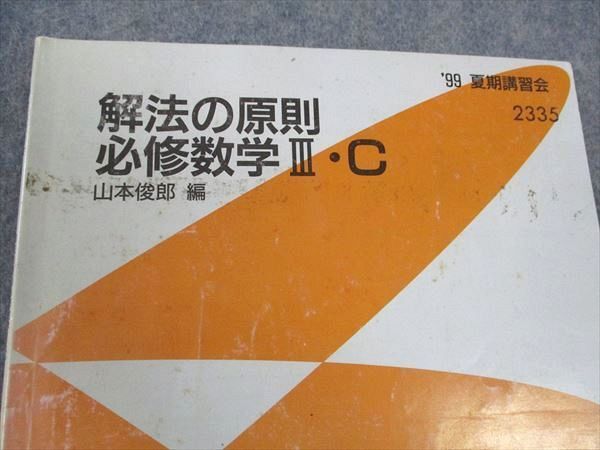 '99 夏期講習会
2335
解法の原則
必修数学Ⅲ・C
山本俊郎 編